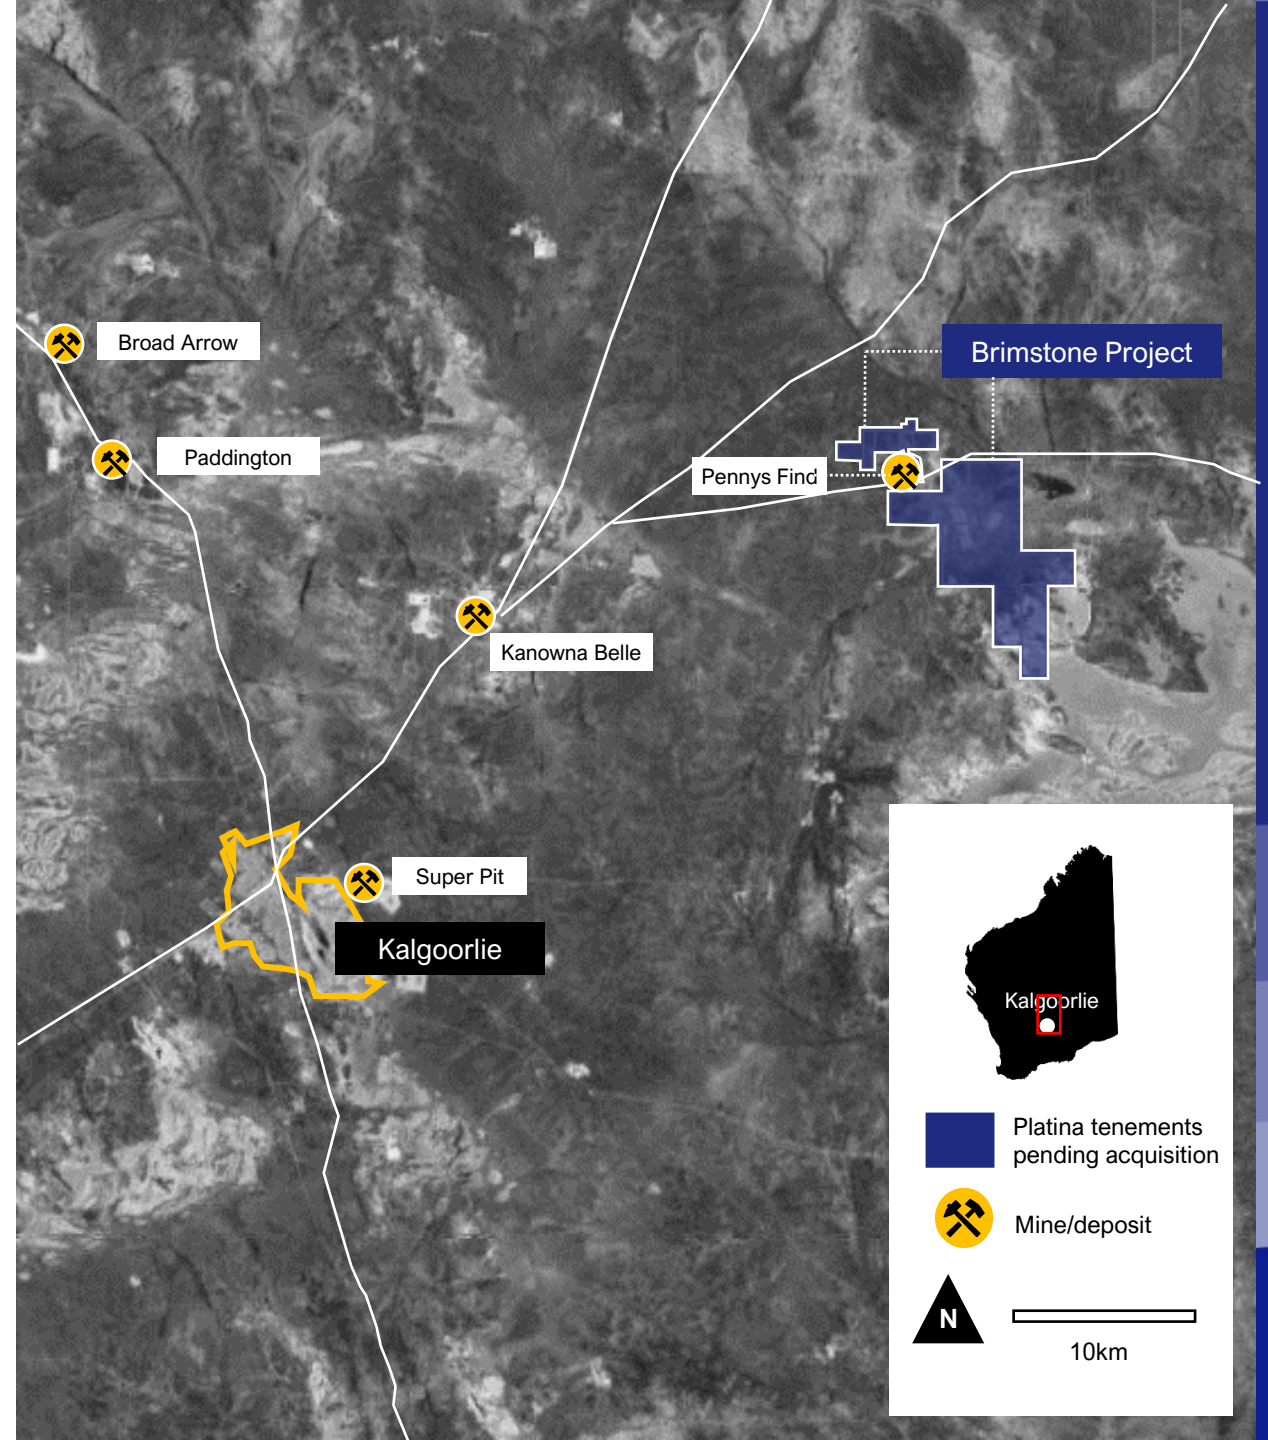 Broad Arrow
Brimstone Project
Paddington
Pennys Find
Kanowna Belle
Super Pit
Kalgoorlie
Kalgoorlie
Platina tenements
pending acquisition
Mine/deposit
N
10km